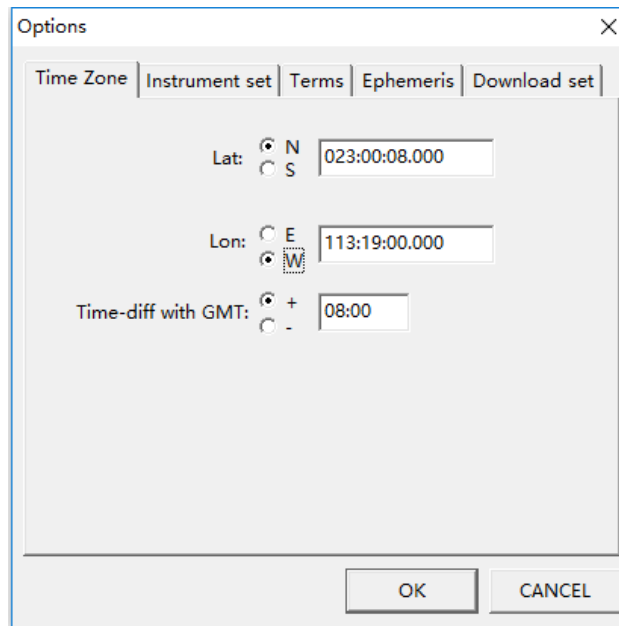 Options
Time Zone Instrument set Terms Ephemeris Download set
Lat: N
S
023:00:08.000
Lon: E
W
113:19:00.000
Time-diff with GMT: +
-
08:00
OK CANCEL